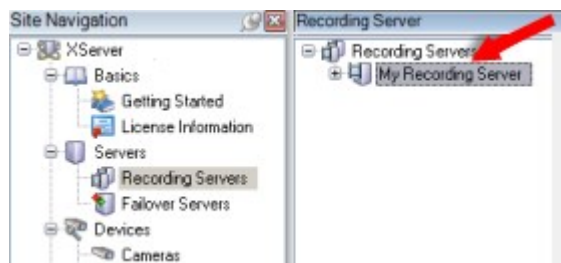 Site Navigation
XServer
Basics
Getting Started
License Information
Servers
Recording Servers
Failover Servers
Devices
Cameras
Recording Server
Recording Servers
My Recording Server